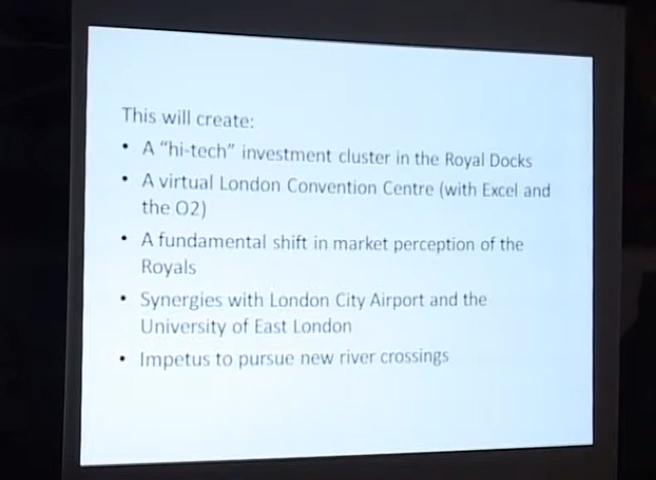 This will create:
• A “hi-tech” investment cluster in the Royal Docks
• A virtual London Convention Centre (with Excel and
the O2)
• A fundamental shift in market perception of the
Royals
• Synergies with London City Airport and the
University of East London
• Impetus to pursue new river crossings